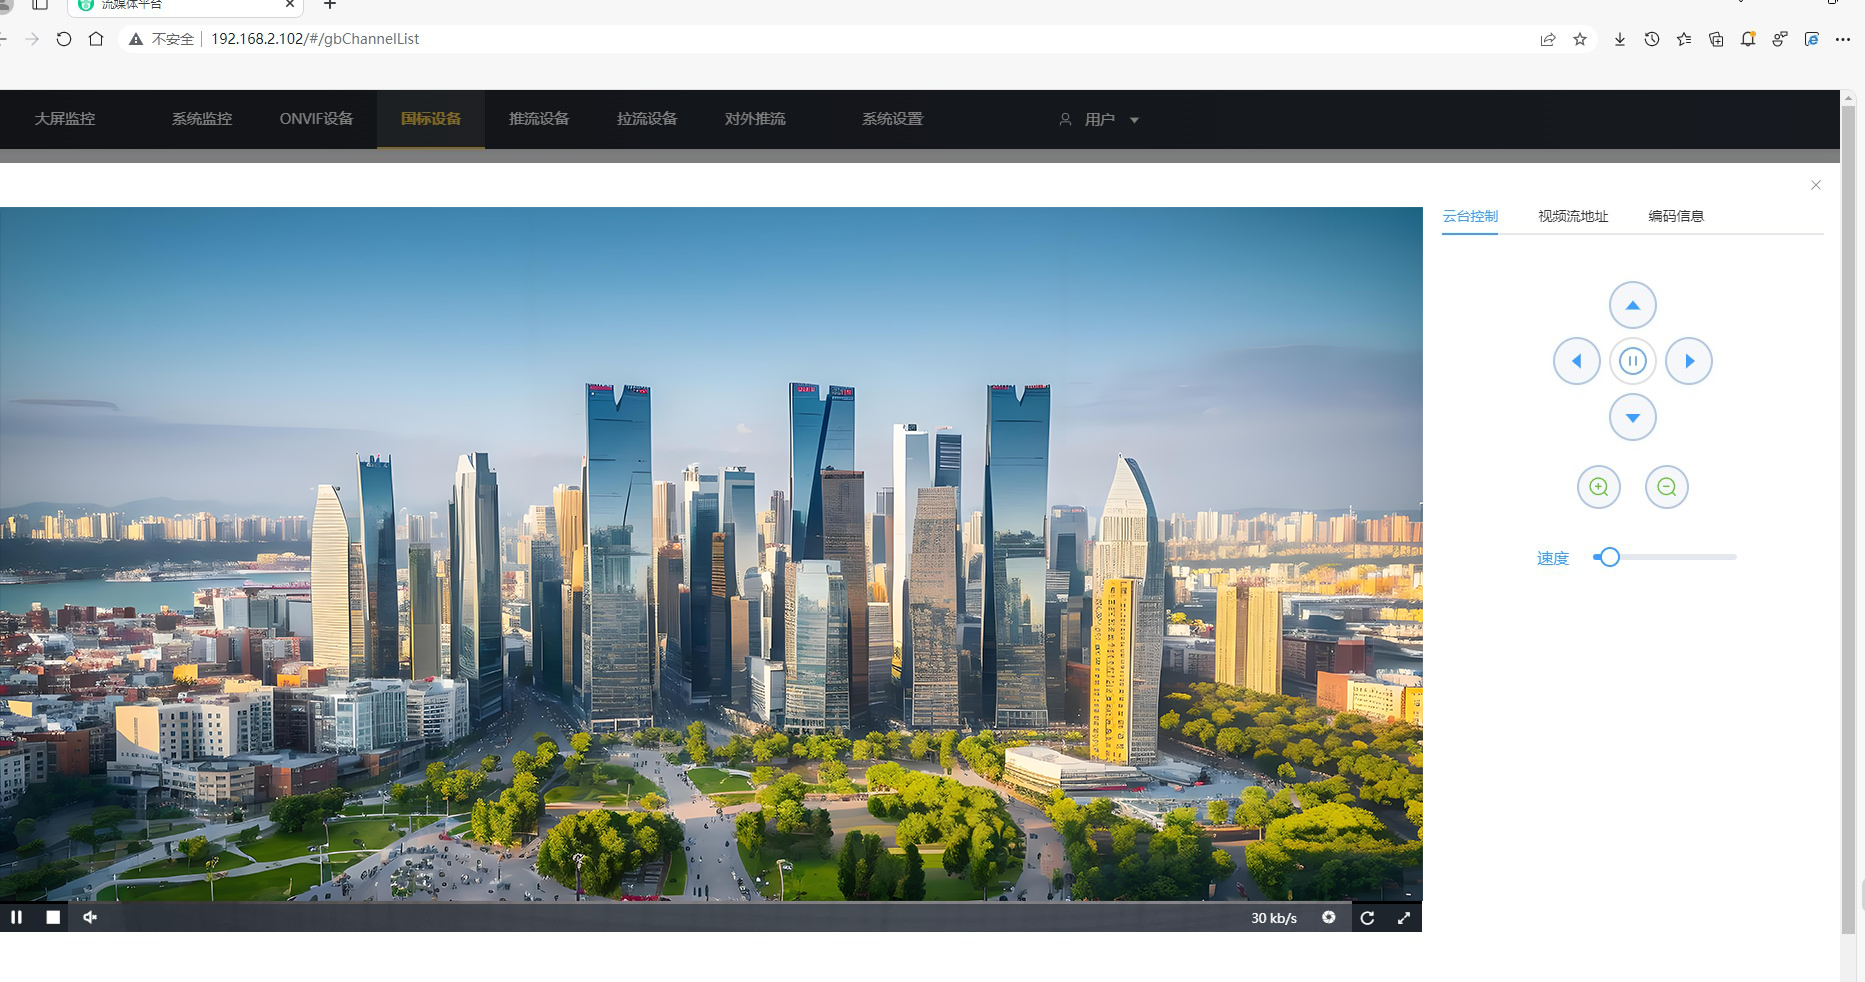 流媒体平台
不安全 192.168.2.102/#/gbChannelList
大屏监控 系统监控 ONVIF设备 国标设备 推流设备 拉流设备 对外推流 系统设置 用户
云台控制 视频流地址 编码信息
速度
30 kb/s